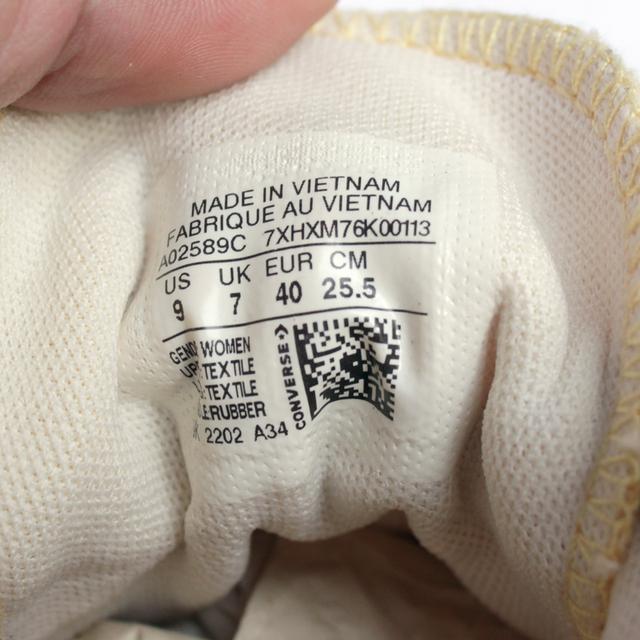 MADE IN VIETNAM
FABRIQUE AU VIETNAM
A02589C 7XHXM76K00113
US UK EUR CM
9 7 40 25.5
WOMEN
TEXTILE
TEXTILE
RUBBER
2202 A34
CONVERSE